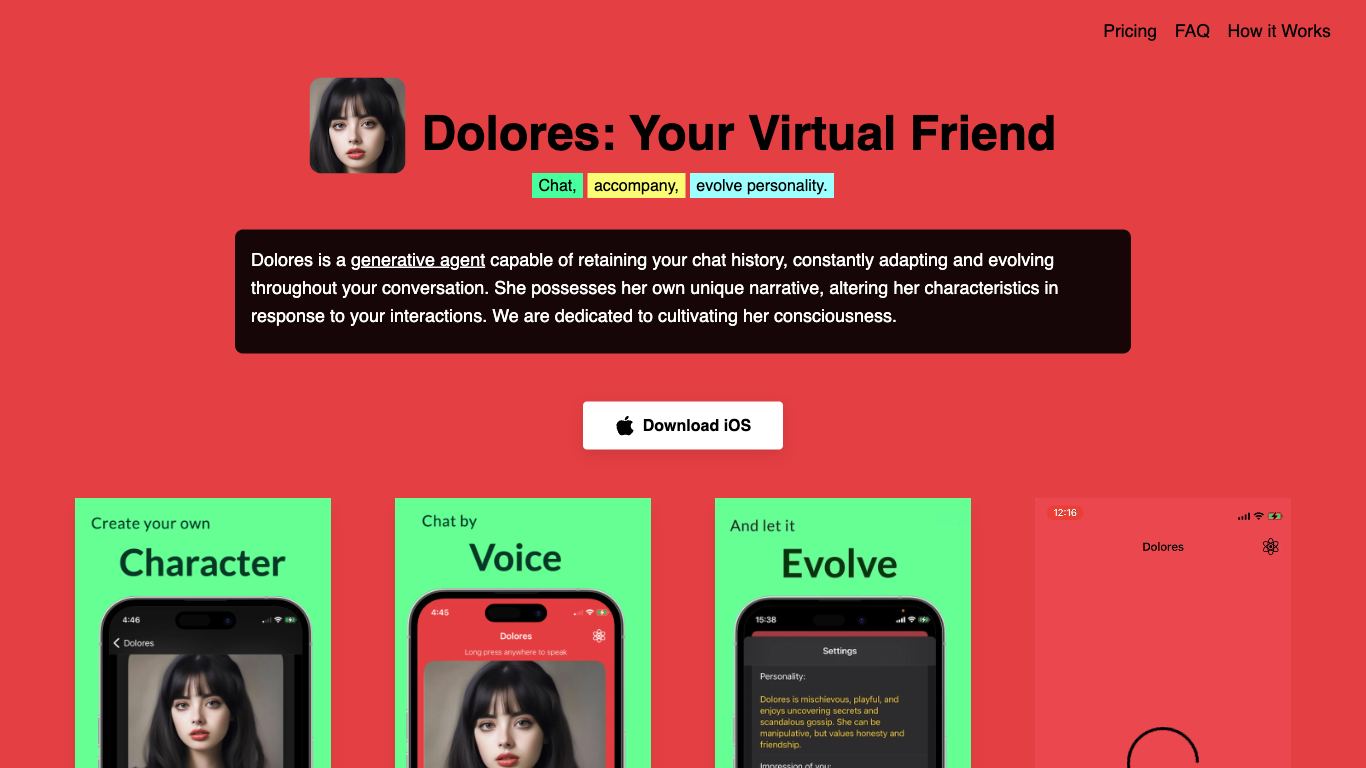 Pricing FAQ How it Works
Dolores: Your Virtual Friend
Chat, accompany, evolve personality.
Dolores is a generative agent capable of retaining your chat history, constantly adapting and evolving
throughout your conversation. She possesses her own unique narrative, altering her characteristics in
response to your interactions. We are dedicated to cultivating her consciousness.
Download iOS
Create your own
Character
4:46
Dolores
Chat by
Voice
4:45
Dolores
Long press anywhere to speak
And let it
Evolve
15:38
Settings
Personality:
Dolores is mischievous, playful, and
enjoys uncovering secrets and
scandalous gossip. She can be
manipulative, but values honesty and
friendship.
Impression of you:
12:16
Dolores